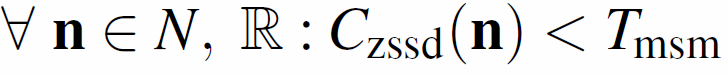 ∀ n ∈ N, ℝ : C_zssd(n) < T_msm